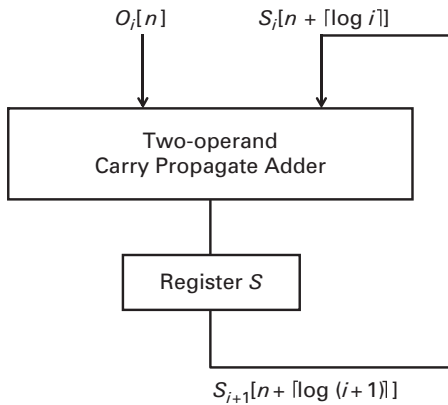 O_i[n]
S_i[n + ⌈log i⌉]
Two-operand
Carry Propagate Adder
Register S
S_{i+1}[n + ⌈log (i + 1)⌉]